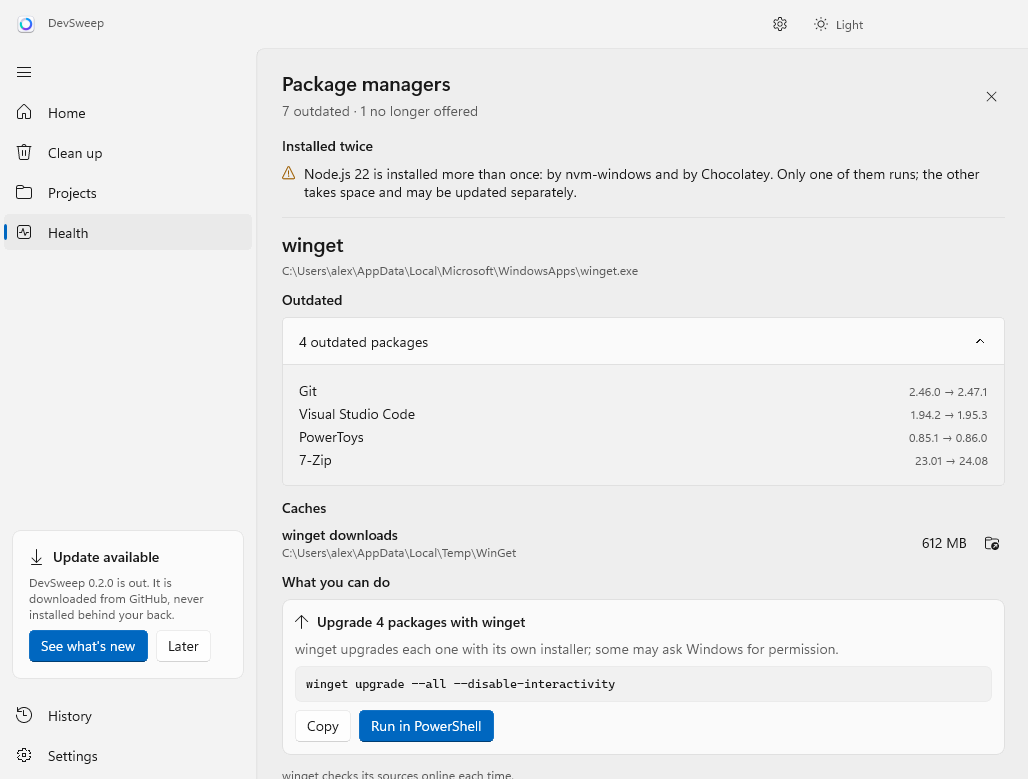 DevSweep
Light
Home
Clean up
Projects
Health
Update available
DevSweep 0.2.0 is out. It is
downloaded from GitHub, never
installed behind your back.
See what's new
Later
History
Settings
Package managers
7 outdated · 1 no longer offered
Installed twice
Node.js 22 is installed more than once: by nvm-windows and by Chocolatey. Only one of them runs; the other
takes space and may be updated separately.
winget
C:\Users\alex\AppData\Local\Microsoft\WindowsApps\winget.exe
Outdated
4 outdated packages
Git 2.46.0 → 2.47.1
Visual Studio Code 1.94.2 → 1.95.3
PowerToys 0.85.1 → 0.86.0
7-Zip 23.01 → 24.08
Caches
winget downloads
C:\Users\alex\AppData\Local\Temp\WinGet
612 MB
What you can do
Upgrade 4 packages with winget
winget upgrades each one with its own installer; some may ask Windows for permission.
winget upgrade --all --disable-interactivity
Copy
Run in PowerShell
winget checks its sources online each time.